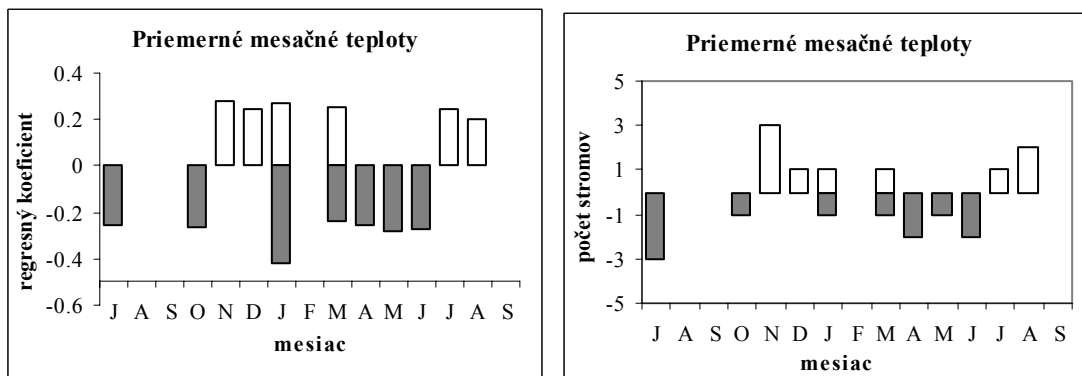 Priemerné mesačné teploty
regresný koeficient
0.4
0.2
0
-0.2
-0.4
-0.6
J A S O N D J F M A M J J A S
mesiac
Priemerné mesačné teploty
počet stromov
5
3
1
-1
-3
-5
J A S O N D J F M A M J J A S
mesiac